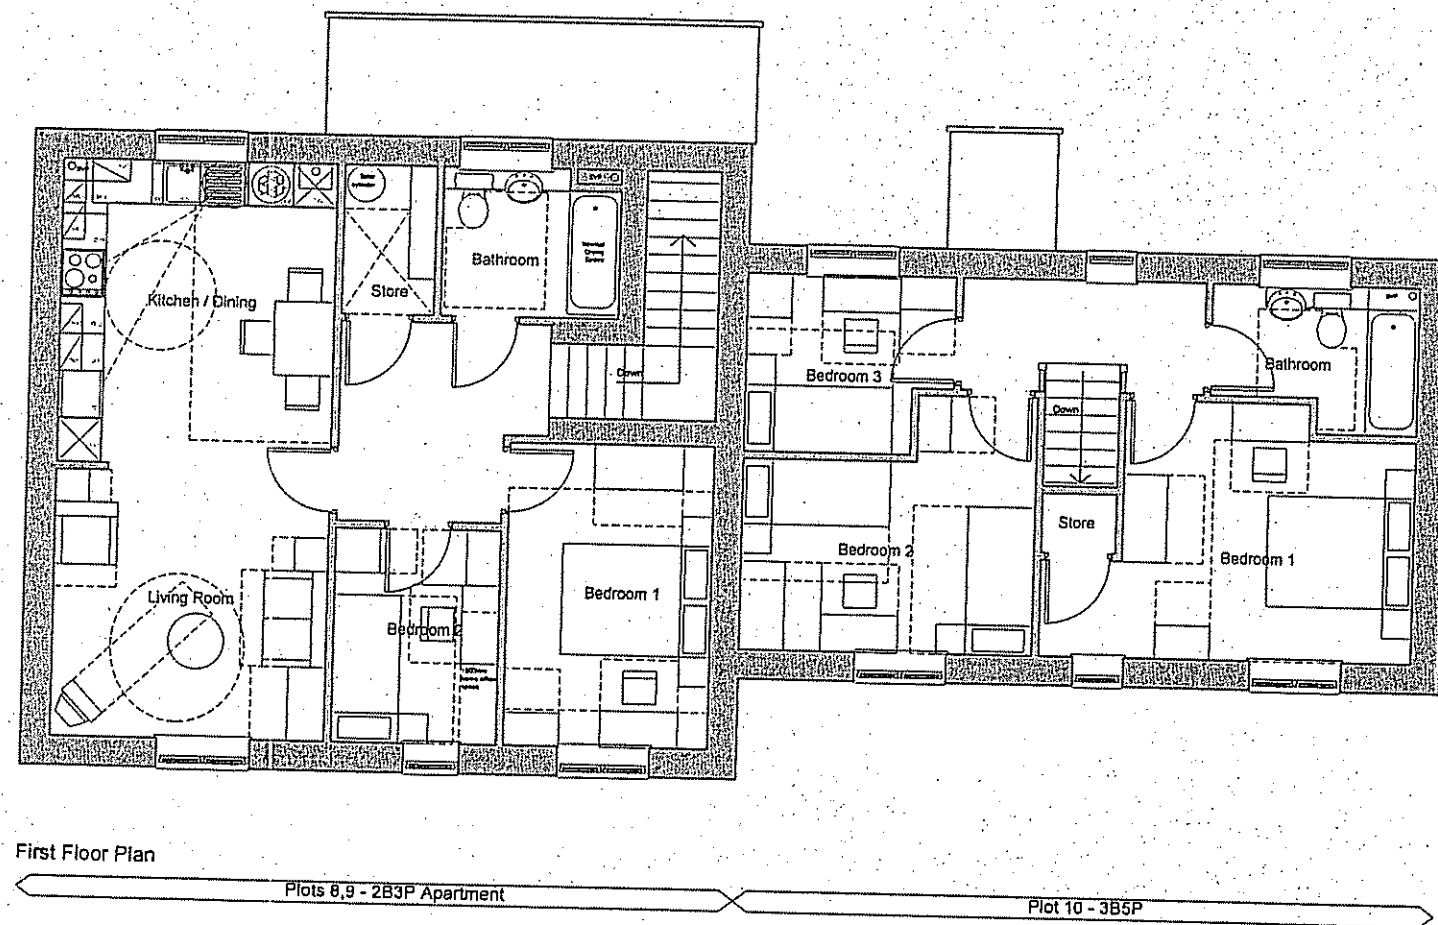 Kitchen / Dining
Store
Bathroom
Down
Living Room
Bedroom 2
Bedroom 1
Bedroom 3
Bathroom
Down
Bedroom 2
Store
Bedroom 1
First Floor Plan
Plots 8,9 - 2B3P Apartment
Plot 10 - 3B5P